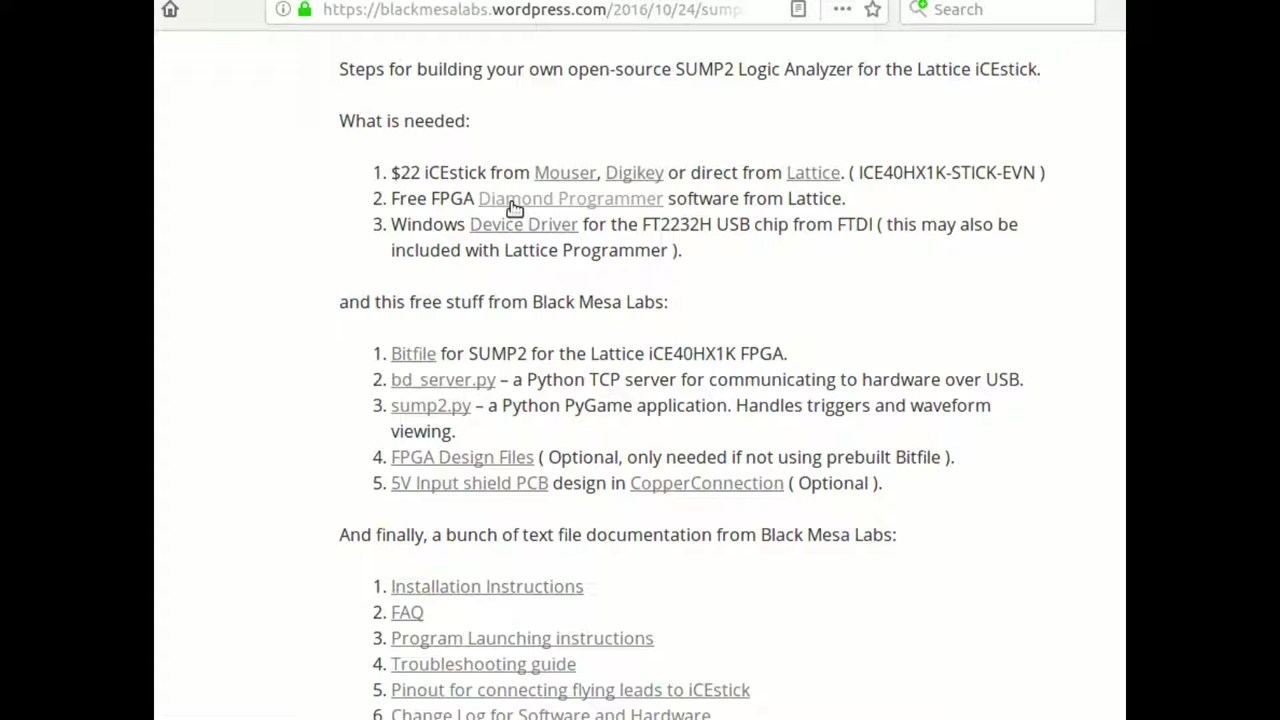 https://blackmesalabs.wordpress.com/2016/10/24/sump
Search
Steps for building your own open-source SUMP2 Logic Analyzer for the Lattice iCEstick.
What is needed:
1. $22 iCEstick from Mouser, Digikey or direct from Lattice. ( ICE40HX1K-STICK-EVN )
2. Free FPGA Diamond Programmer software from Lattice.
3. Windows Device Driver for the FT2232H USB chip from FTDI ( this may also be
included with Lattice Programmer ).
and this free stuff from Black Mesa Labs:
1. Bitfile for SUMP2 for the Lattice iCE40HX1K FPGA.
2. bd_server.py – a Python TCP server for communicating to hardware over USB.
3. sump2.py – a Python PyGame application. Handles triggers and waveform
viewing.
4. FPGA Design Files ( Optional, only needed if not using prebuilt Bitfile ).
5. 5V Input shield PCB design in CopperConnection ( Optional ).
And finally, a bunch of text file documentation from Black Mesa Labs:
1. Installation Instructions
2. FAQ
3. Program Launching instructions
4. Troubleshooting guide
5. Pinout for connecting flying leads to iCEstick
6. Change Log for Software and Hardware